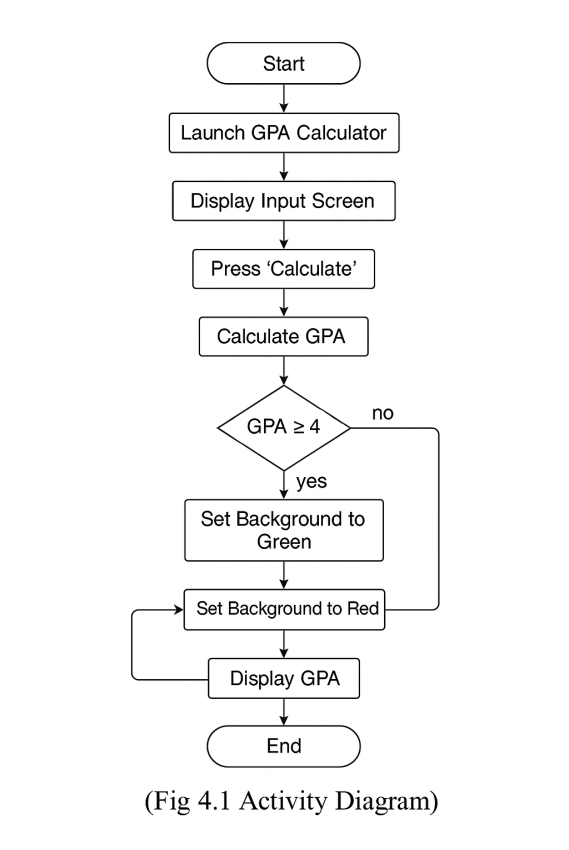 Start
Launch GPA Calculator
Display Input Screen
Press ‘Calculate’
Calculate GPA
GPA ≥ 4
no
yes
Set Background to
Green
Set Background to Red
Display GPA
End
(Fig 4.1 Activity Diagram)